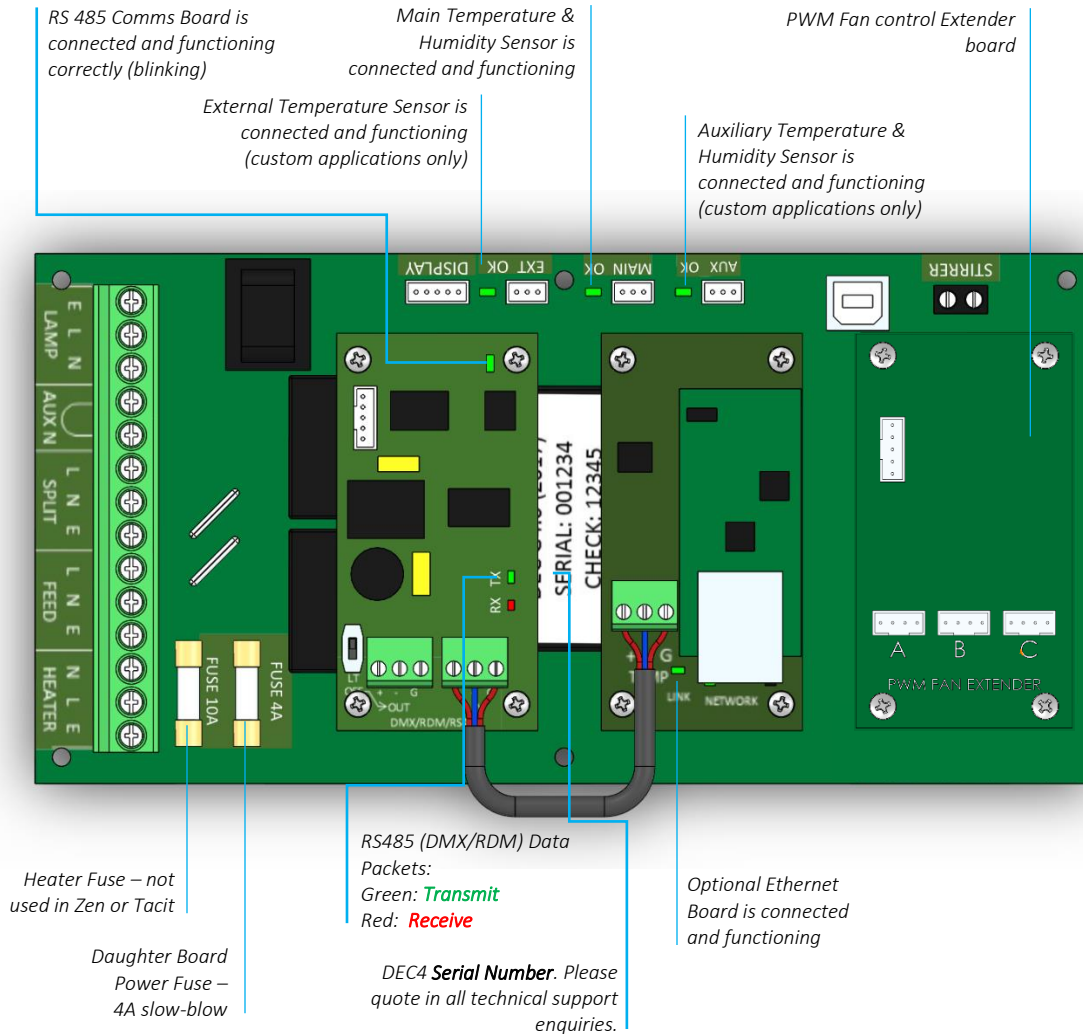 RS 485 Comms Board is
connected and functioning
correctly (blinking)
Main Temperature &
Humidity Sensor is
connected and functioning
PWM Fan control Extender
board
External Temperature Sensor is
connected and functioning
(custom applications only)
Auxiliary Temperature &
Humidity Sensor is
connected and functioning
(custom applications only)
DISPLAY
EXT OK
MAIN OK
AUX OK
STIRRER
E L N
LAMP
AUX N
L N E
SPLIT
L N E
FEED
N L E
HEATER
FUSE 10A
FUSE 4A
SERIAL: 001234
CHECK: 12345
TX
RX
LT
+ - G
OUT
DMX/RDM/RS
+ G
LINK
NETWORK
A B C
PWM FAN EXTENDER
Heater Fuse – not
used in Zen or Tacit
Daughter Board
Power Fuse –
4A slow-blow
RS485 (DMX/RDM) Data
Packets:
Green: Transmit
Red: Receive
DEC4 Serial Number. Please
quote in all technical support
enquiries.
Optional Ethernet
Board is connected
and functioning